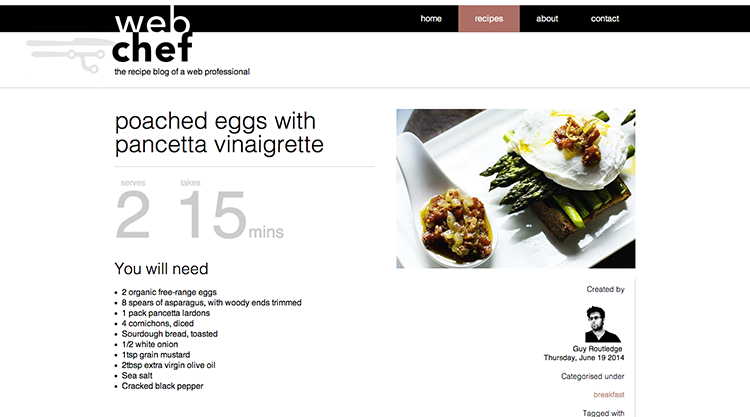 web
chef
the recipe blog of a web professional
home
recipes
about
contact
poached eggs with
pancetta vinaigrette
serves
2
takes
15 mins
You will need
2 organic free-range eggs
8 spears of asparagus, with woody ends trimmed
1 pack pancetta lardons
4 cornichons, diced
Sourdough bread, toasted
1/2 white onion
1tsp grain mustard
2tbsp extra virgin olive oil
Sea salt
Cracked black pepper
Created by
Guy Routledge
Thursday, June 19 2014
Categorised under
breakfast
Tagged with